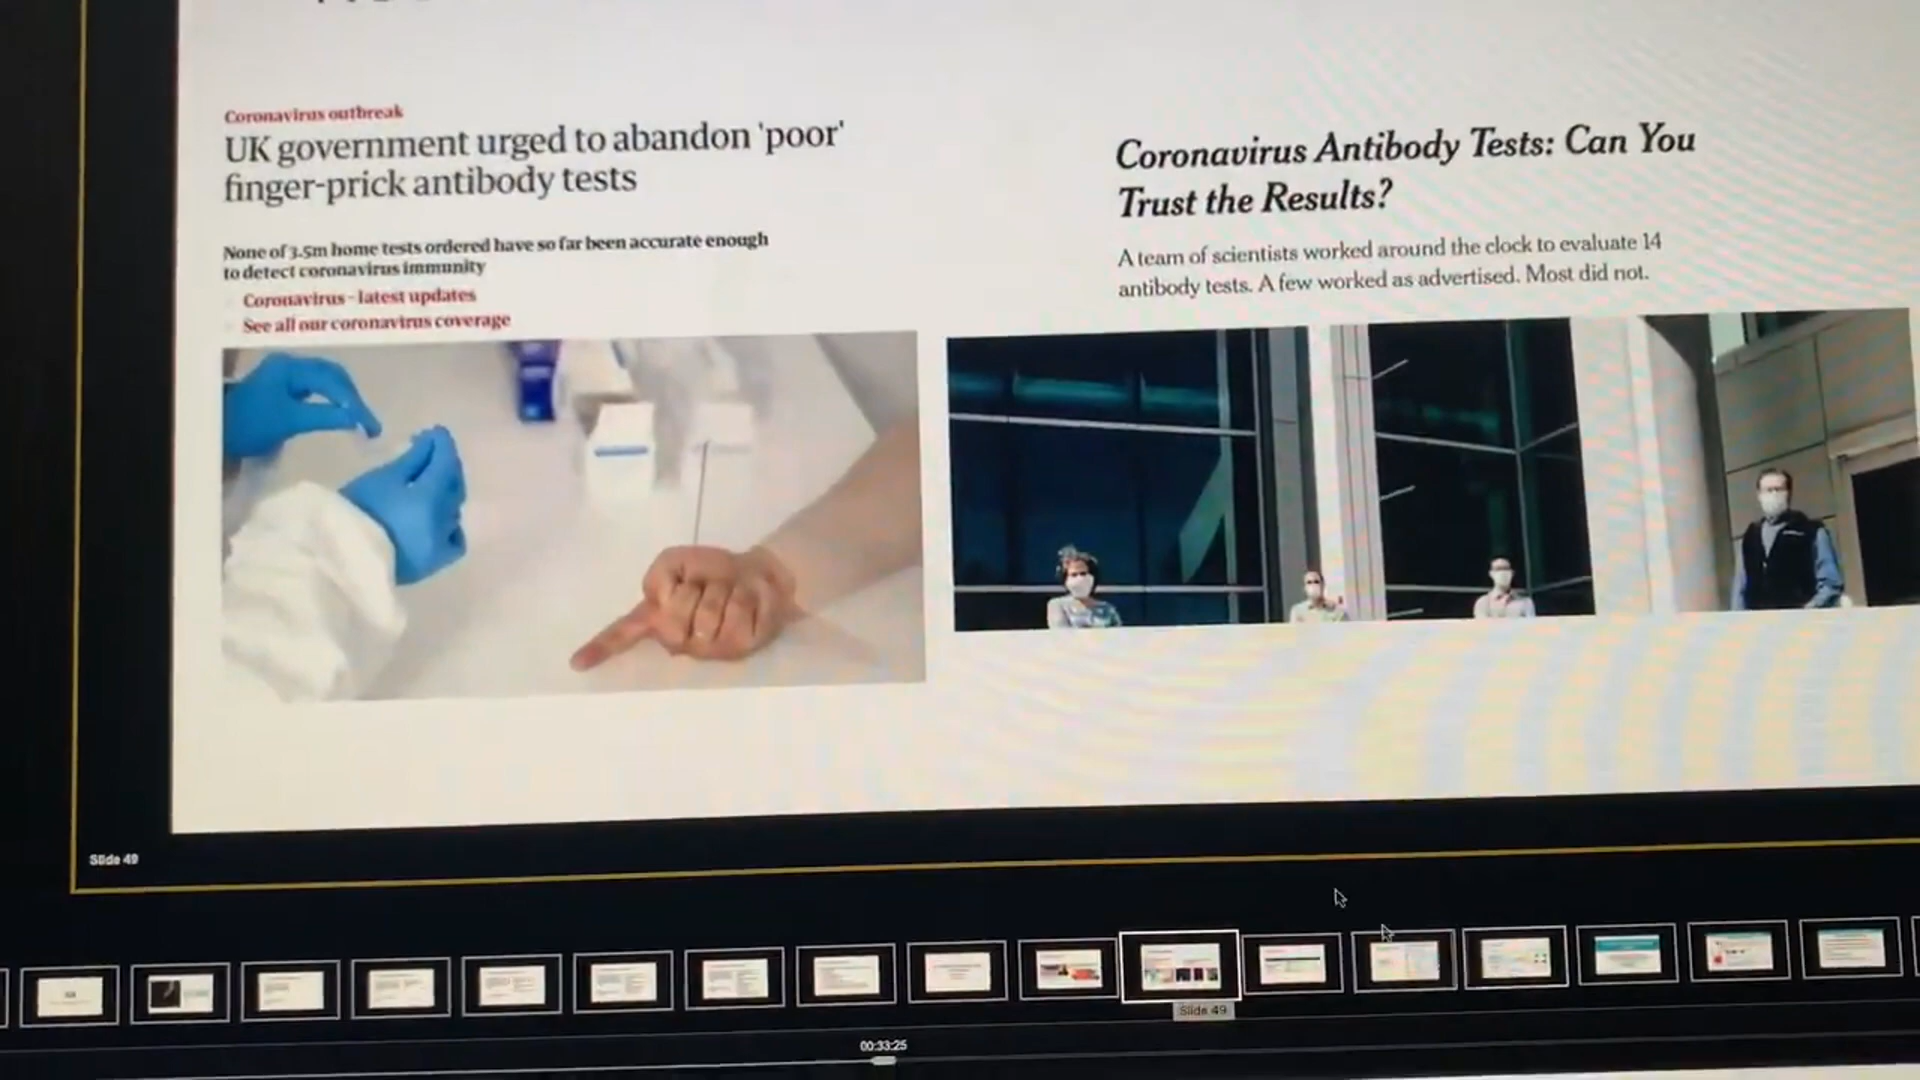 Coronavirus outbreak
UK government urged to abandon 'poor'
finger-prick antibody tests
None of 3.5m home tests ordered have so far been accurate enough
to detect coronavirus immunity
Coronavirus - latest updates
See all our coronavirus coverage
Coronavirus Antibody Tests: Can You
Trust the Results?
A team of scientists worked around the clock to evaluate 14
antibody tests. A few worked as advertised. Most did not.
Slide 49
Slide 49
00:33:25